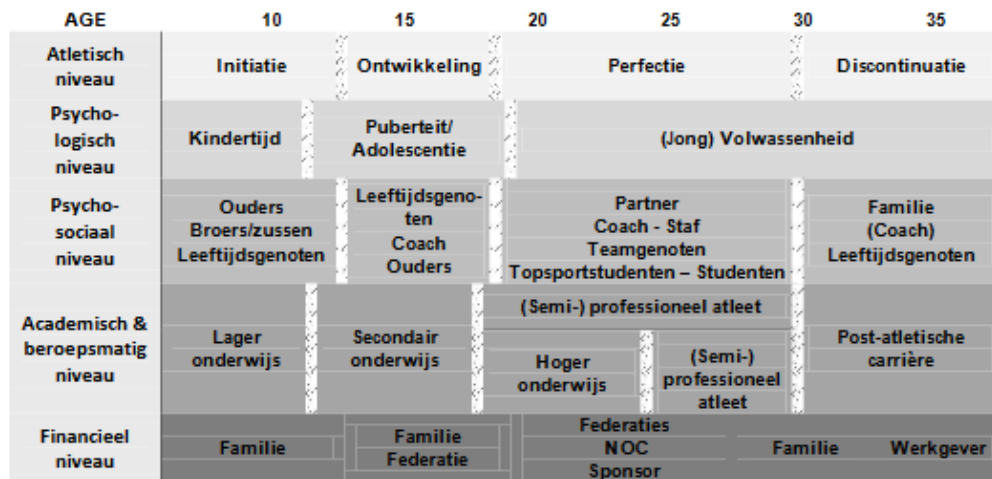 AGE 10 15 20 25 30 35
Atletisch
niveau
Initiatie
Ontwikkeling
Perfectie
Discontinuatie
Psycho-
logisch
niveau
Kindertijd
Puberteit/
Adolescentie
(Jong) Volwassenheid
Psycho-
sociaal
niveau
Ouders
Broers/zussen
Leeftijdsgenoten
Leeftijdsgeno-
ten
Coach
Ouders
Partner
Coach - Staf
Teamgenoten
Topsportstudenten – Studenten
Familie
(Coach)
Leeftijdsgenoten
Academisch &
beroepsmatig
niveau
Lager
onderwijs
Secondair
onderwijs
(Semi-) professioneel atleet
Hoger
onderwijs
(Semi-)
professioneel
atleet
Post-atletische
carrière
Financieel
niveau
Familie
Familie
Federatie
Federaties
NOC
Sponsor
Familie
Werkgever